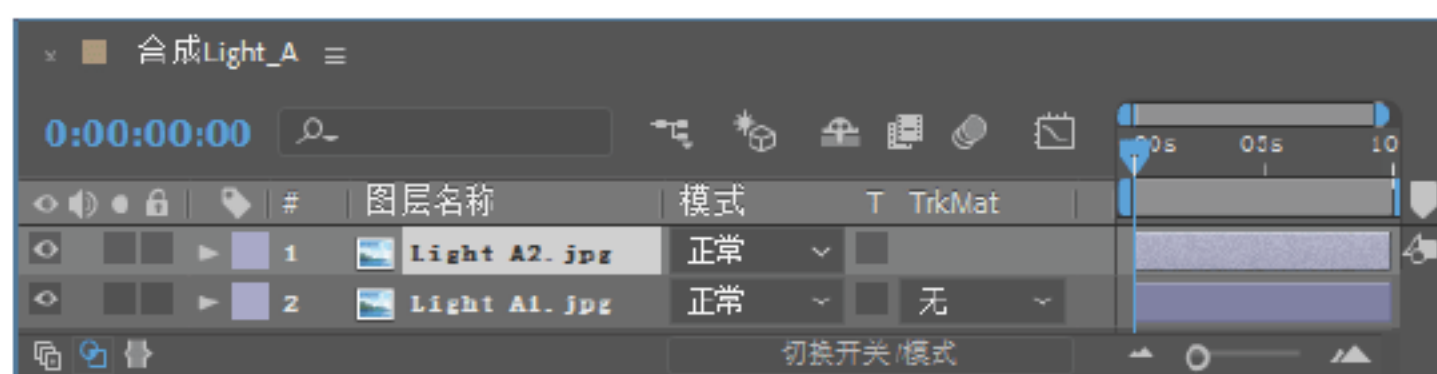 合成Light_A
0:00:00:00
00s 05s 10
# 图层名称 模式 T TrkMat
1 Light A2.jpg 正常
2 Light A1.jpg 正常 无
切换开关/模式